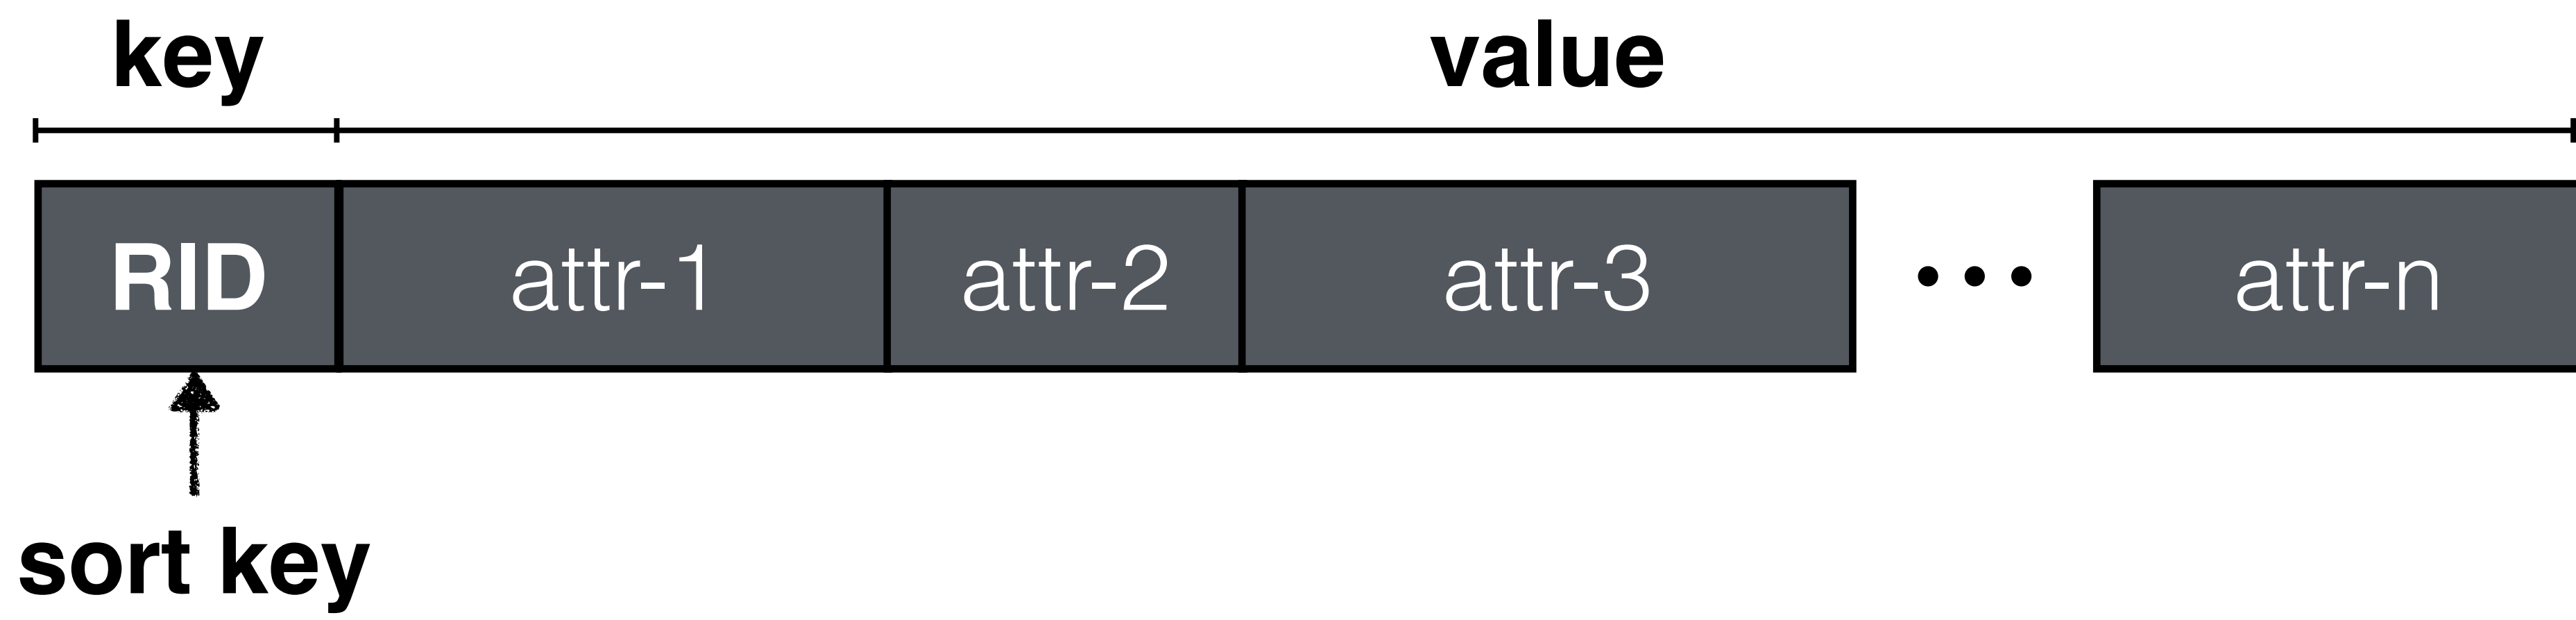 key value
RID attr-1 attr-2 attr-3 ••• attr-n
sort key